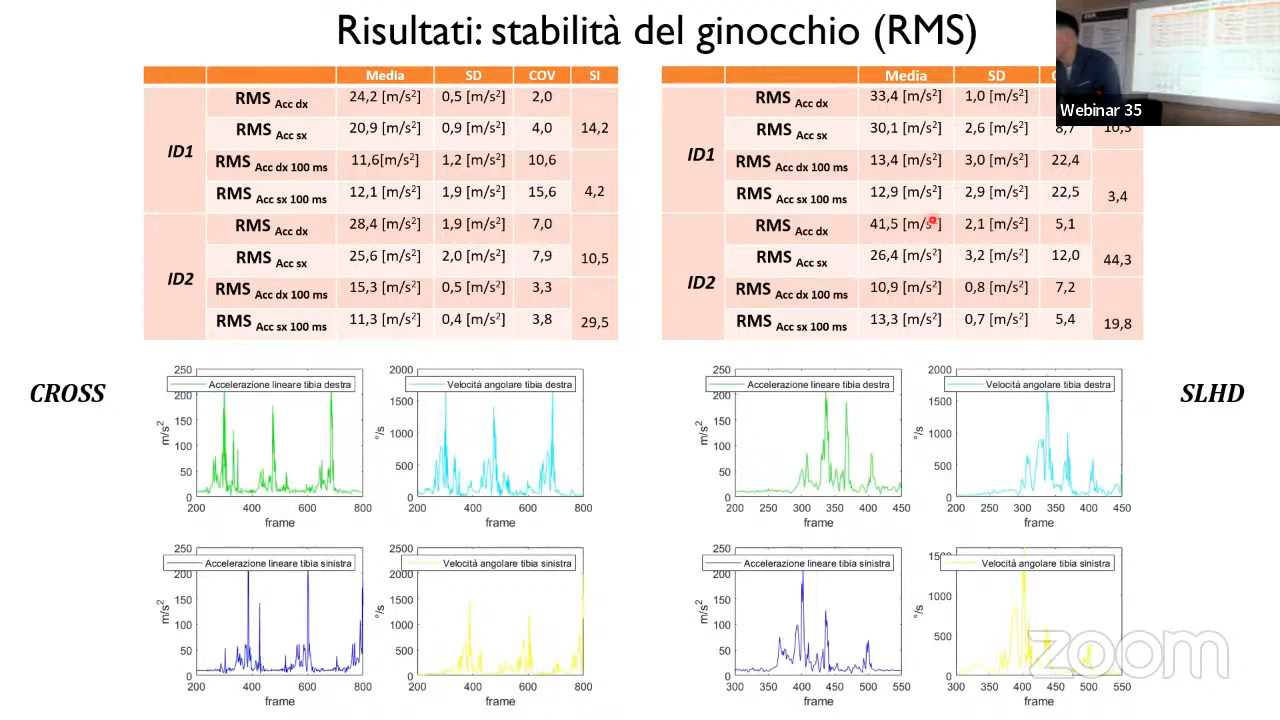 Risultati: stabilità del ginocchio (RMS)
Media SD COV SI
ID1
RMS Acc dx 24,2 [m/s²] 0,5 [m/s²] 2,0
RMS Acc sx 20,9 [m/s²] 0,9 [m/s²] 4,0
14,2
RMS Acc dx 100 ms 11,6[m/s²] 1,2 [m/s²] 10,6
RMS Acc sx 100 ms 12,1 [m/s²] 1,9 [m/s²] 15,6
4,2
ID2
RMS Acc dx 28,4 [m/s²] 1,9 [m/s²] 7,0
RMS Acc sx 25,6 [m/s²] 2,0 [m/s²] 7,9
10,5
RMS Acc dx 100 ms 15,3 [m/s²] 0,5 [m/s²] 3,3
RMS Acc sx 100 ms 11,3 [m/s²] 0,4 [m/s²] 3,8
29,5
Media SD
ID1
RMS Acc dx 33,4 [m/s²] 1,0 [m/s²]
RMS Acc sx 30,1 [m/s²] 2,6 [m/s²] 8,7
10,3
RMS Acc dx 100 ms 13,4 [m/s²] 3,0 [m/s²] 22,4
RMS Acc sx 100 ms 12,9 [m/s²] 2,9 [m/s²] 22,5
3,4
ID2
RMS Acc dx 41,5 [m/s²] 2,1 [m/s²] 5,1
RMS Acc sx 26,4 [m/s²] 3,2 [m/s²] 12,0
44,3
RMS Acc dx 100 ms 10,9 [m/s²] 0,8 [m/s²] 7,2
RMS Acc sx 100 ms 13,3 [m/s²] 0,7 [m/s²] 5,4
19,8
Webinar 35
CROSS
Accelerazione lineare tibia destra
m/s²
250
200
150
100
50
0
200 400 600 800
frame
Velocità angolare tibia destra
°/s
2000
1500
1000
500
0
200 400 600 800
frame
Accelerazione lineare tibia destra
m/s²
250
200
150
100
50
0
200 250 300 350 400 450
frame
Velocità angolare tibia destra
°/s
2000
1500
1000
500
0
200 250 300 350 400 450
frame
SLHD
Accelerazione lineare tibia sinistra
m/s²
250
200
150
100
50
0
200 400 600 800
frame
Velocità angolare tibia sinistra
°/s
2500
2000
1500
1000
500
0
200 400 600 800
frame
Accelerazione lineare tibia sinistra
m/s²
250
200
150
100
50
0
300 350 400 450 500 550
frame
Velocità angolare tibia sinistra
°/s
1500
1000
500
0
300 350 400 450 500 550
frame
zoom